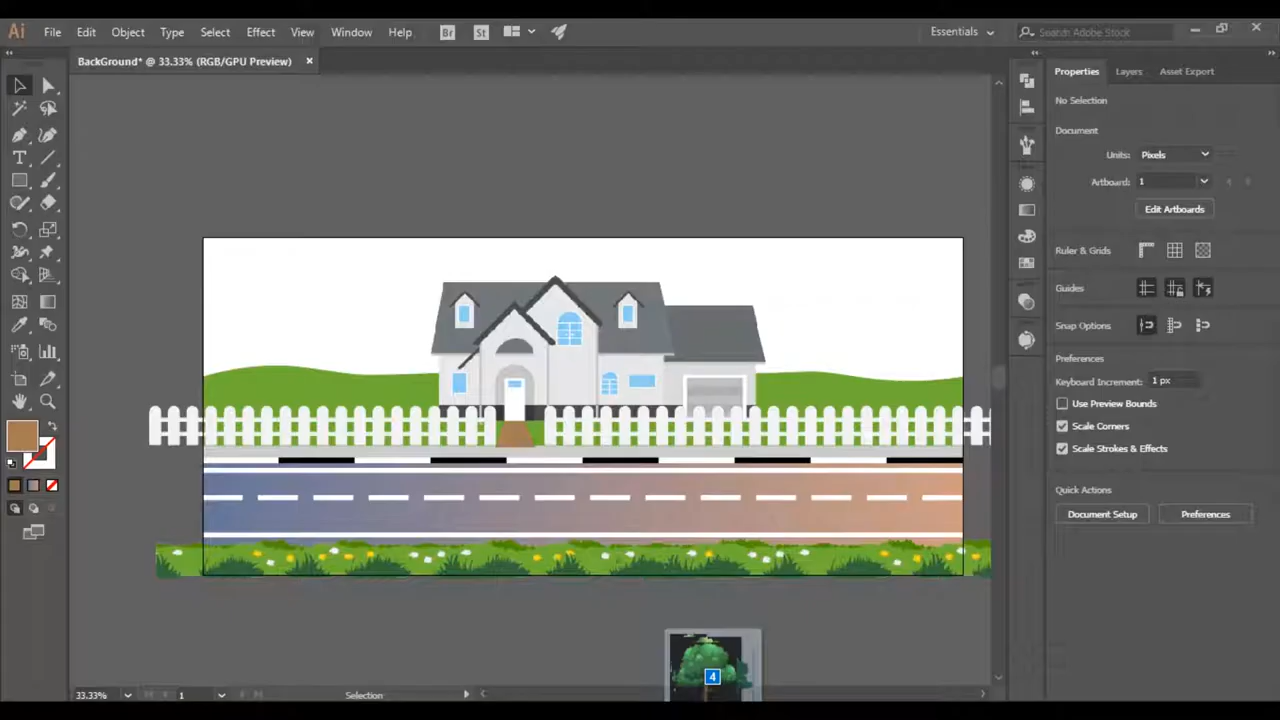 Ai File Edit Object Type Select Effect View Window Help Br St Essentials Search Adobe Stock
BackGround* @ 33.33% (RGB/GPU Preview) ×
Properties Layers Asset Export
No Selection
Document
Units: Pixels
Artboard: 1
Edit Artboards
Ruler & Grids
Guides
Snap Options
Preferences
Keyboard Increment: 1 px
Use Preview Bounds
Scale Corners
Scale Strokes & Effects
Quick Actions
Document Setup Preferences
4
33.33% 1 Selection